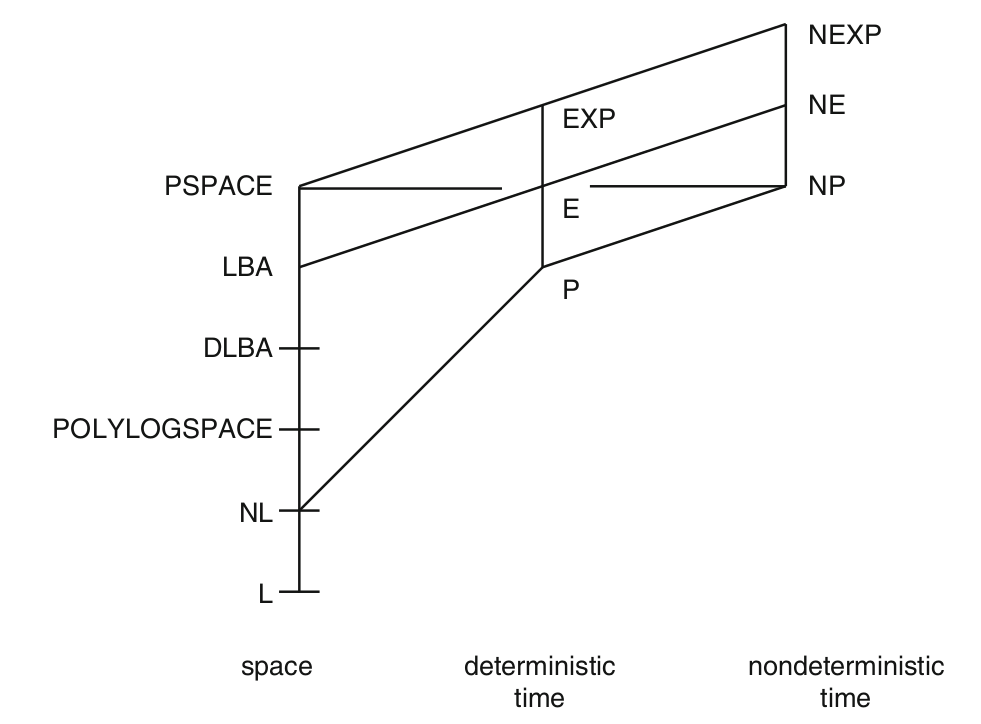 NEXP
NE
EXP
PSPACE
NP
E
LBA
P
DLBA
POLYLOGSPACE
NL
L
space
deterministic
time
nondeterministic
time